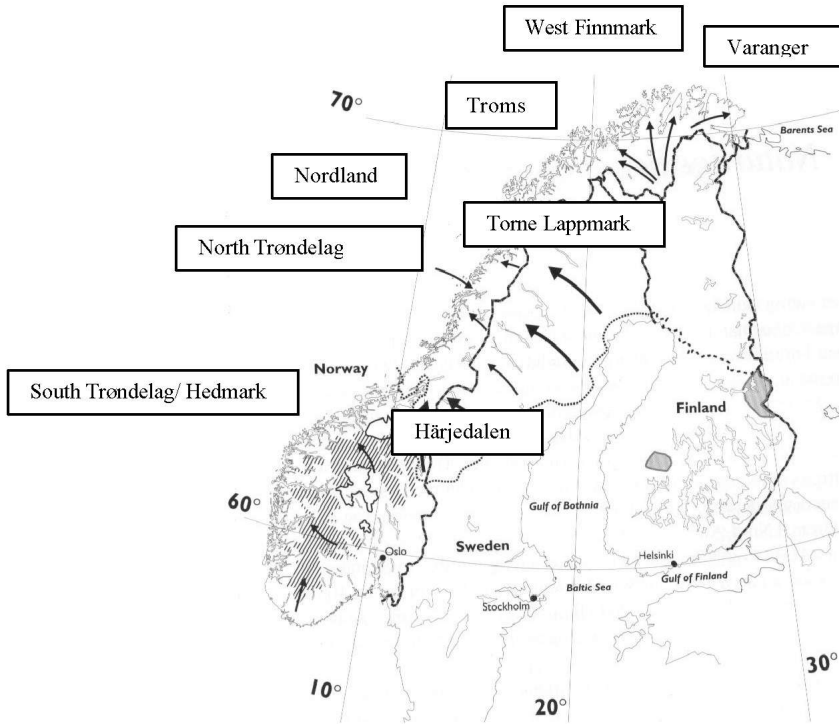 West Finnmark
Varanger
70°
Troms
Barents Sea
Nordland
Torne Lappmark
North Trøndelag
Norway
South Trøndelag/ Hedmark
Finland
Härjedalen
60°
Gulf of Bothnia
Oslo
Sweden
Helsinki
Gulf of Finland
Baltic Sea
Stockholm
30°
10°
20°